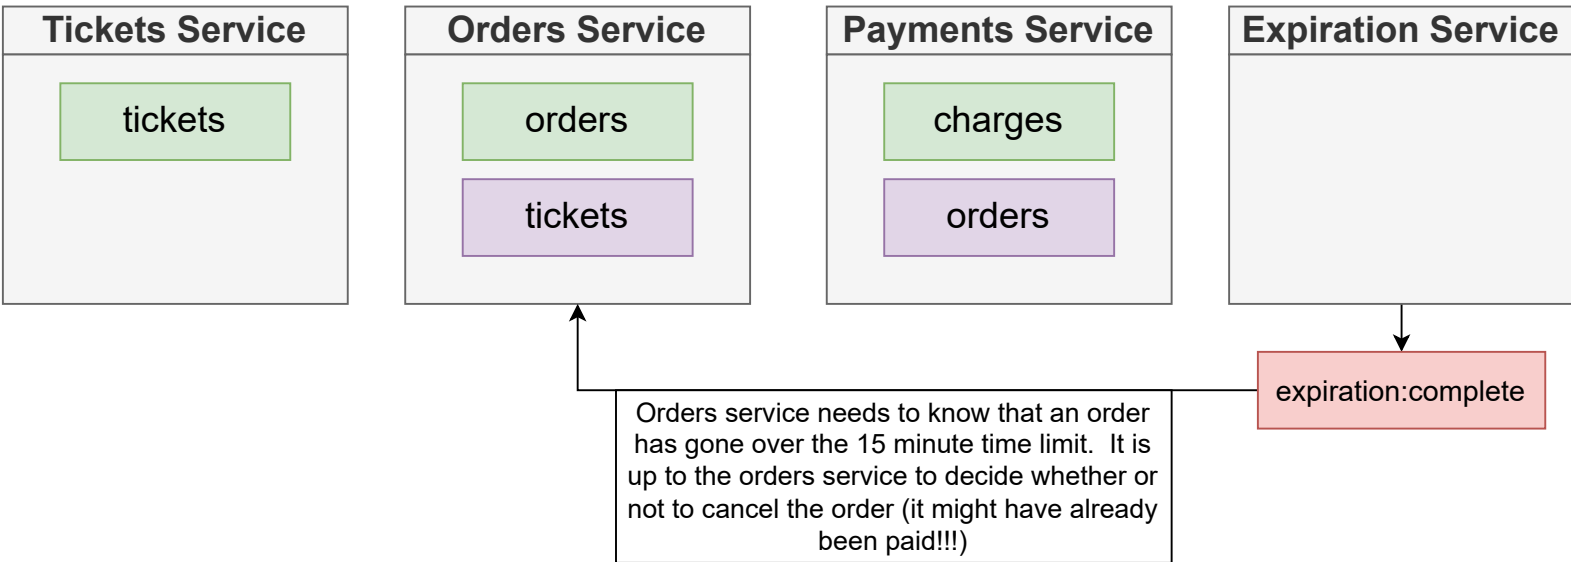 Tickets Service
Orders Service
Payments Service
Expiration Service
tickets
orders
charges
tickets
orders
expiration:complete
Orders service needs to know that an order
has gone over the 15 minute time limit.  It is
up to the orders service to decide whether or
not to cancel the order (it might have already
been paid!!!)